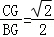 CG/BG = √2/2